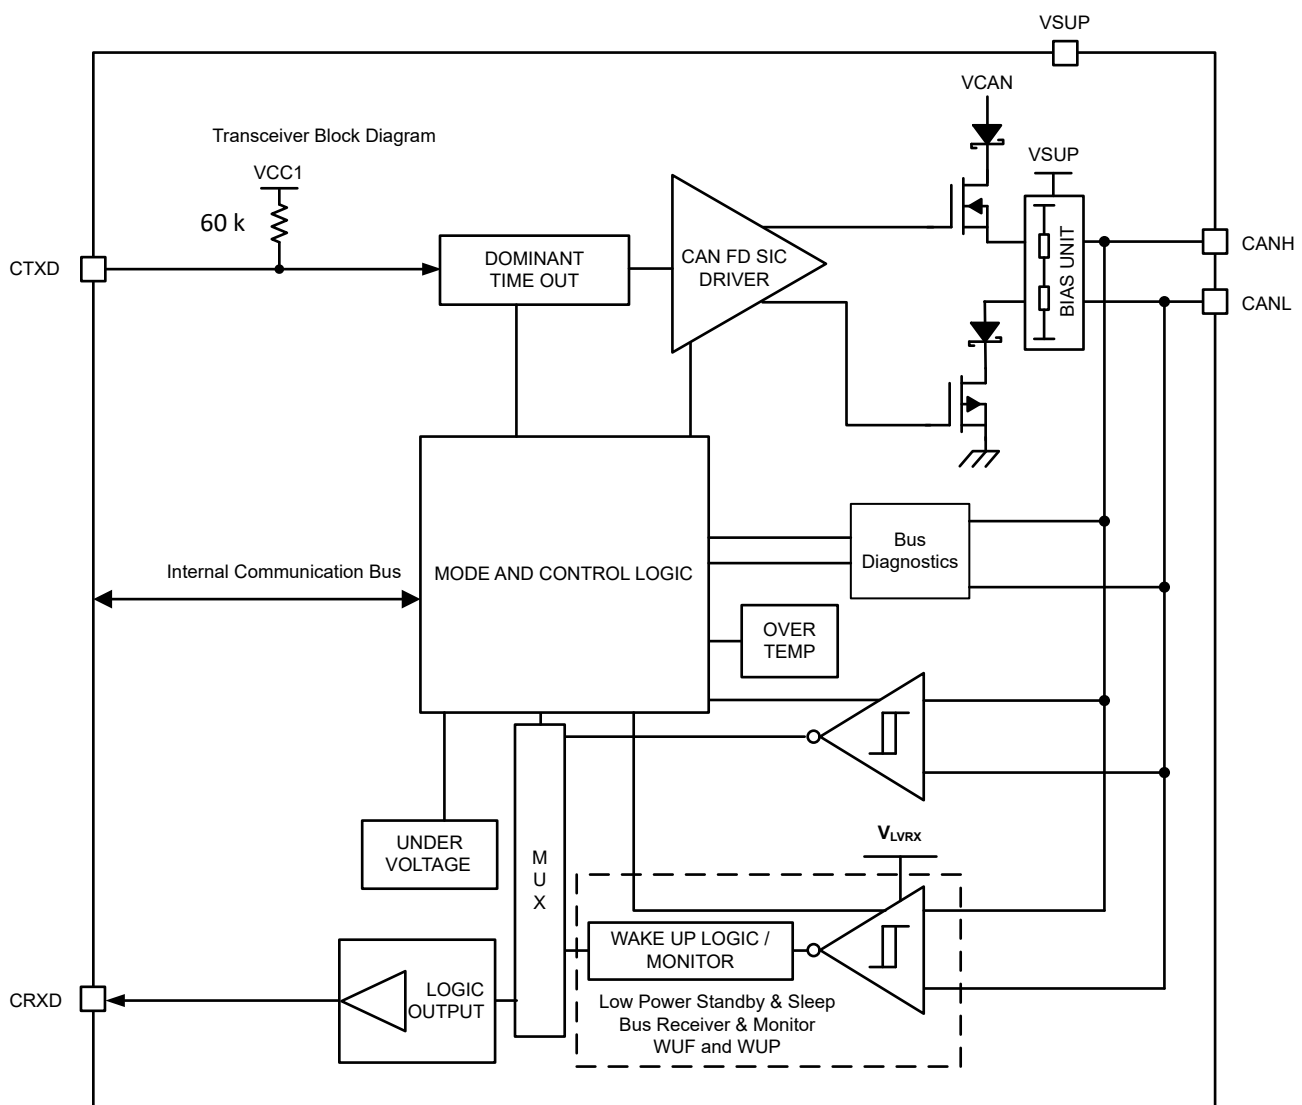 VSUP
VCAN
Transceiver Block Diagram
VCC1
VSUP
60 k
CTXD
DOMINANT
TIME OUT
CAN FD SIC
DRIVER
BIAS UNIT
CANH
CANL
Internal Communication Bus
MODE AND CONTROL LOGIC
Bus
Diagnostics
OVER
TEMP
UNDER
VOLTAGE
M
U
X
VLVRX
WAKE UP LOGIC /
MONITOR
Low Power Standby & Sleep
Bus Receiver & Monitor
WUF and WUP
CRXD
LOGIC
OUTPUT